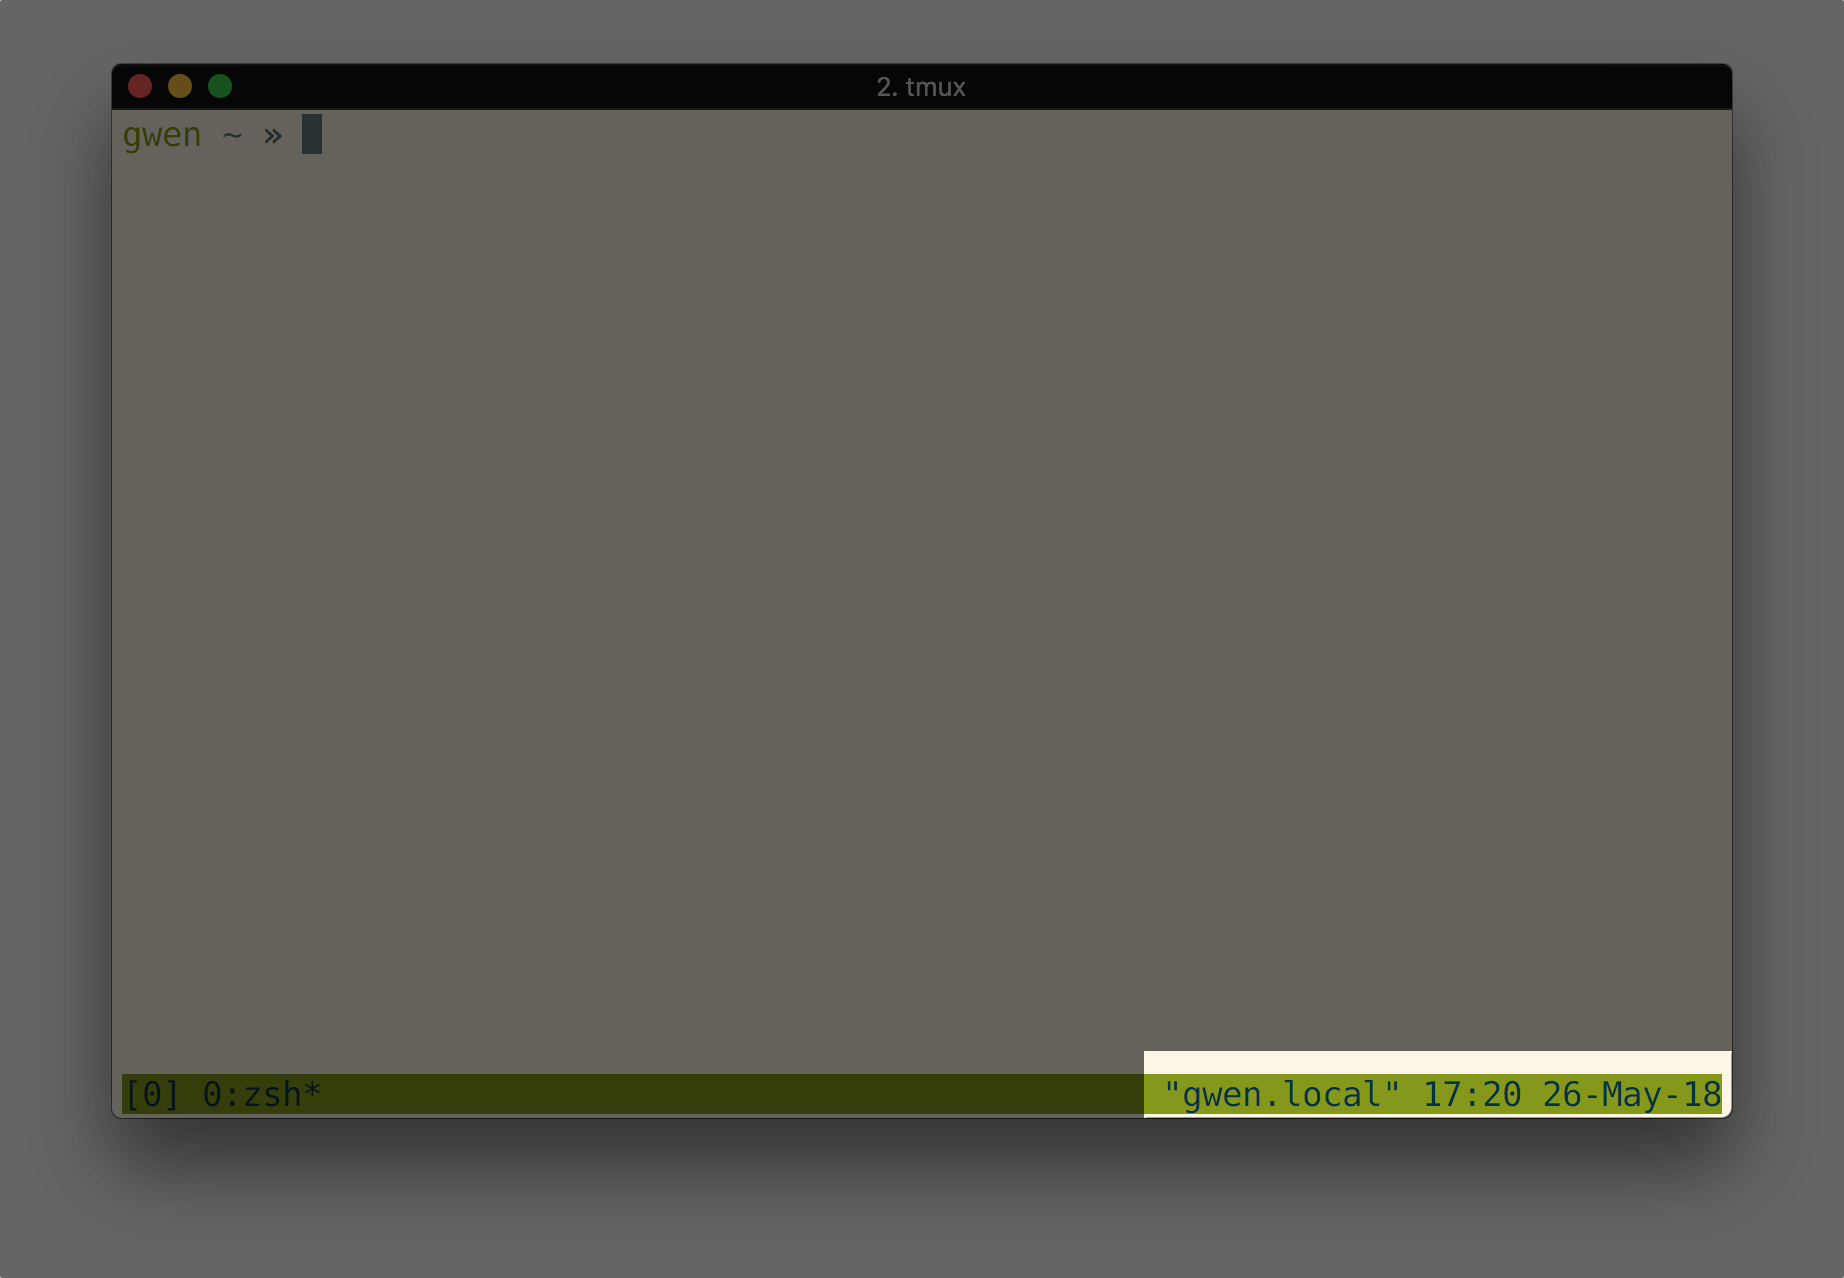 2. tmux
gwen ~ »
[0] 0:zsh* "gwen.local" 17:20 26-May-18